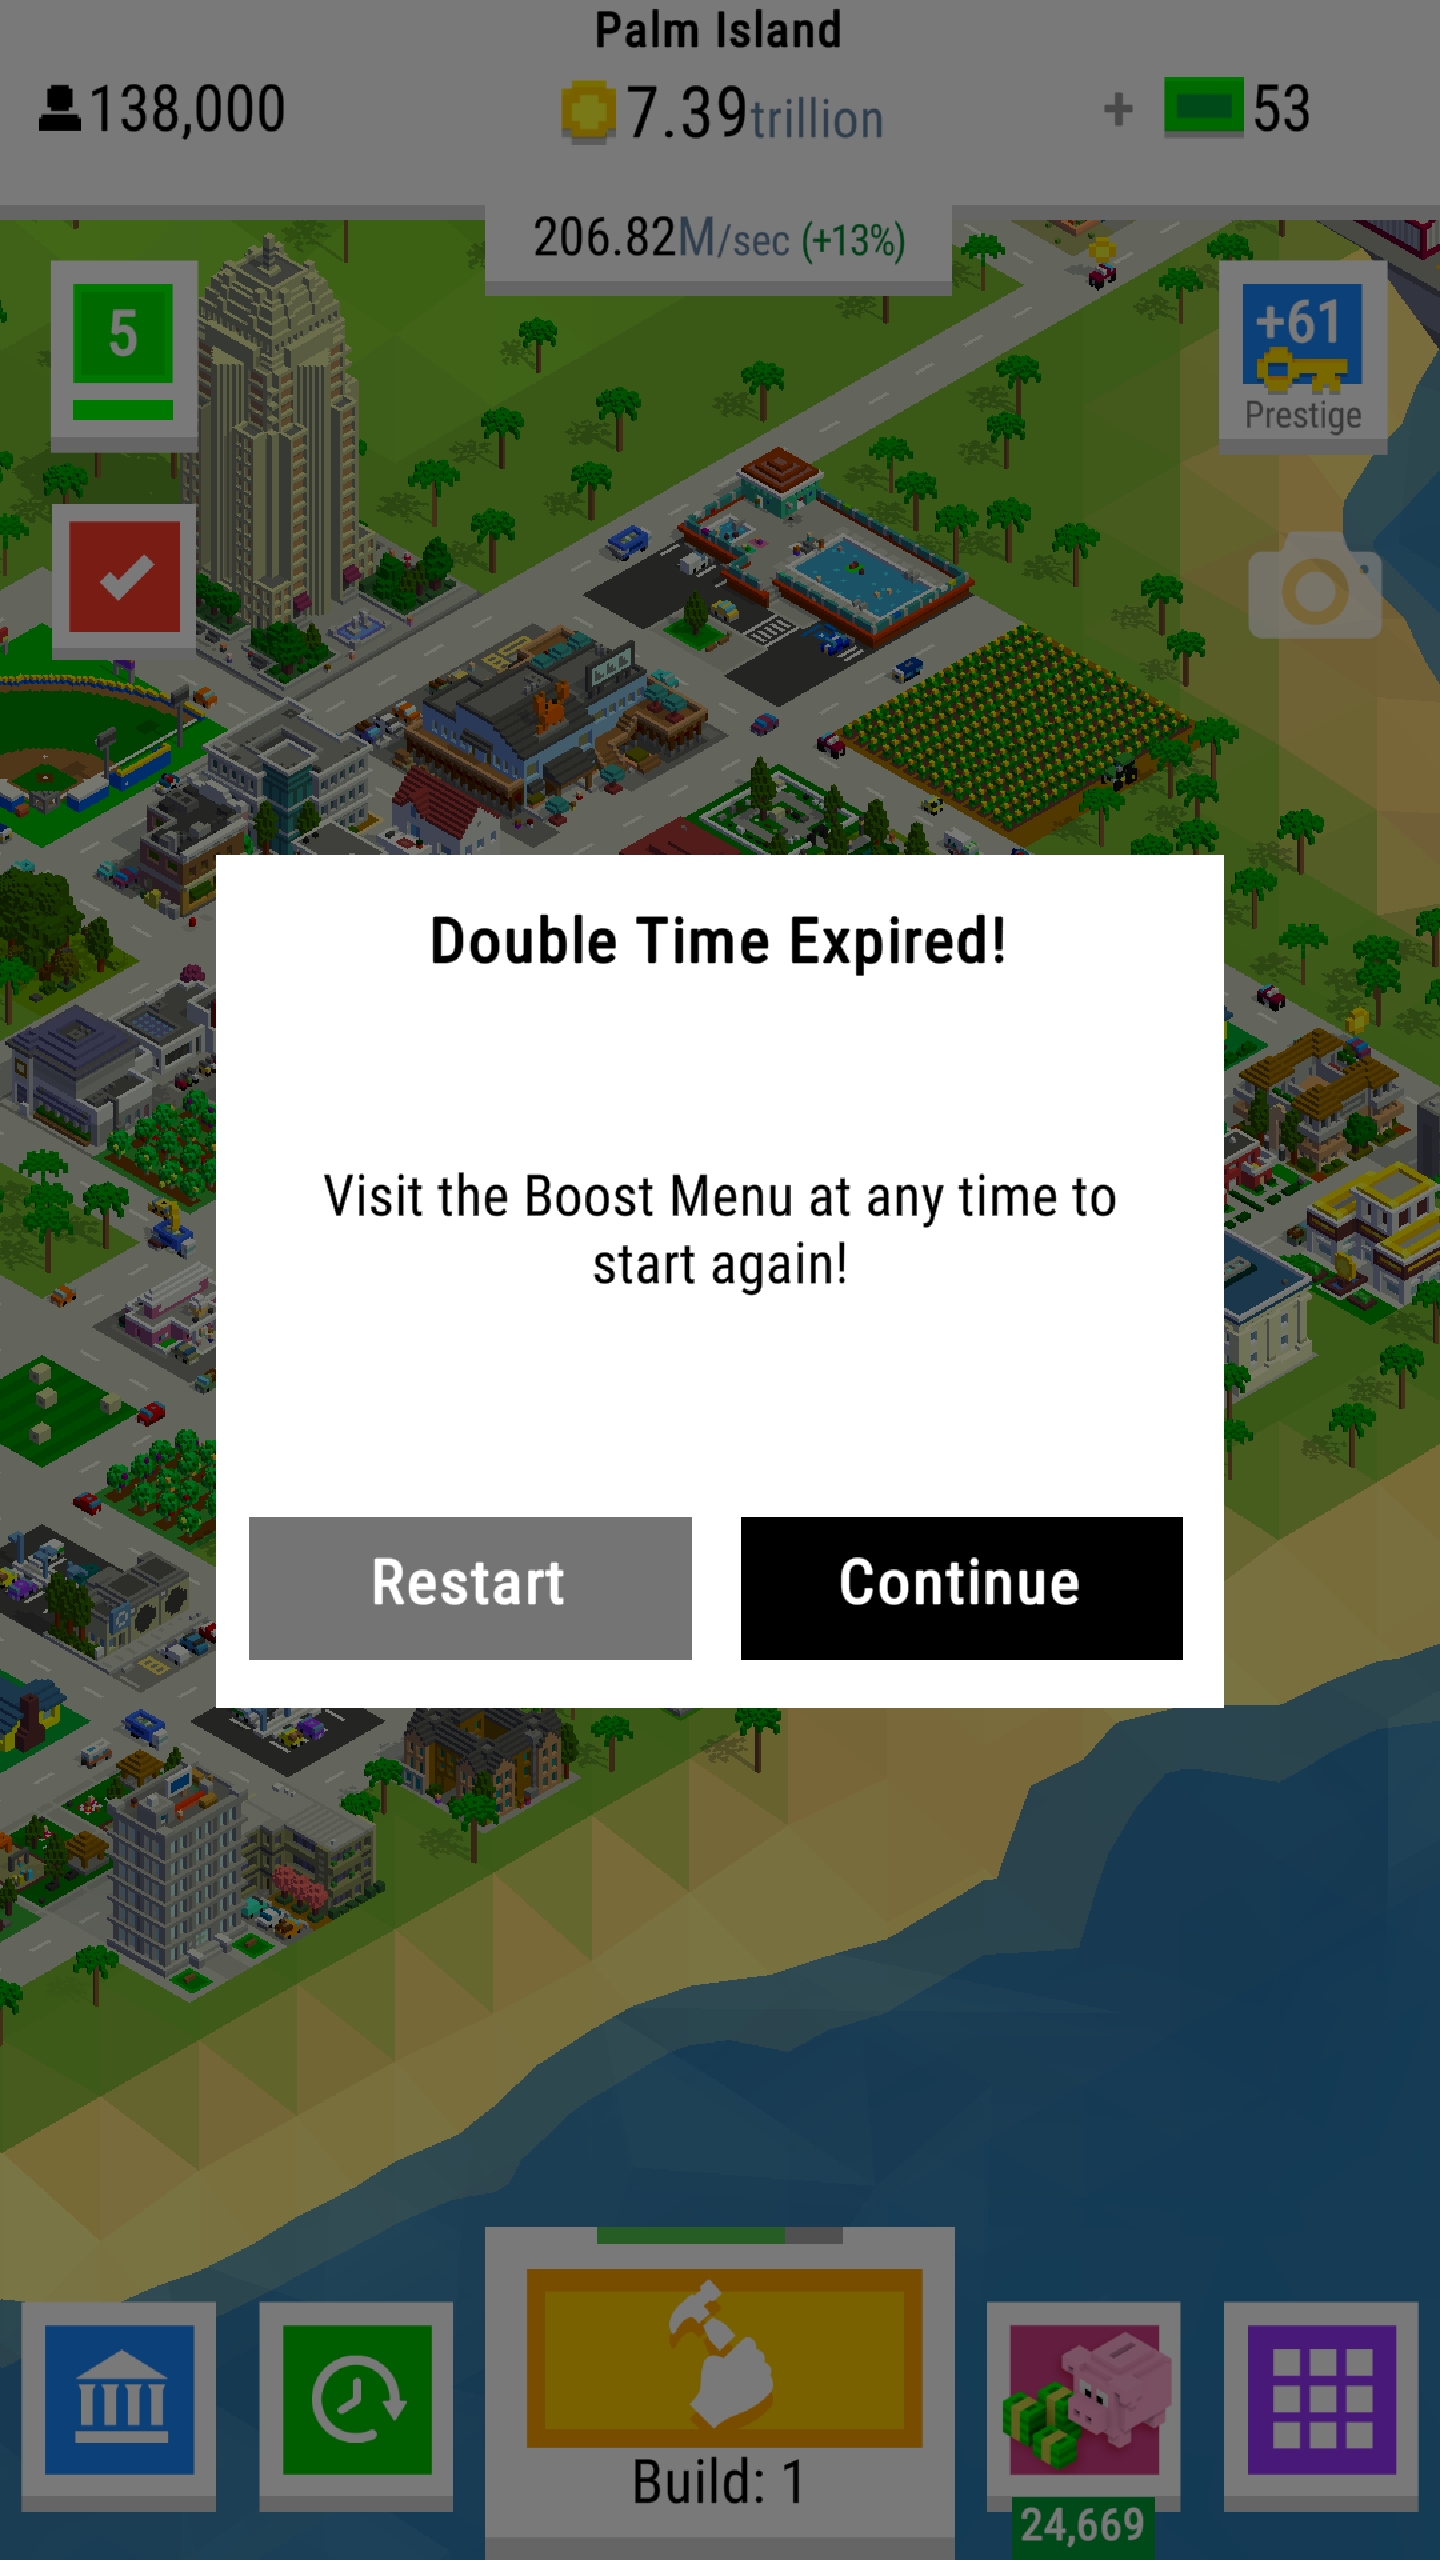 Palm Island
138,000
7.39trillion
+ 53
206.82M/sec (+13%)
5
+61
Prestige
Double Time Expired!
Visit the Boost Menu at any time to
start again!
Restart
Continue
Build: 1
24,669